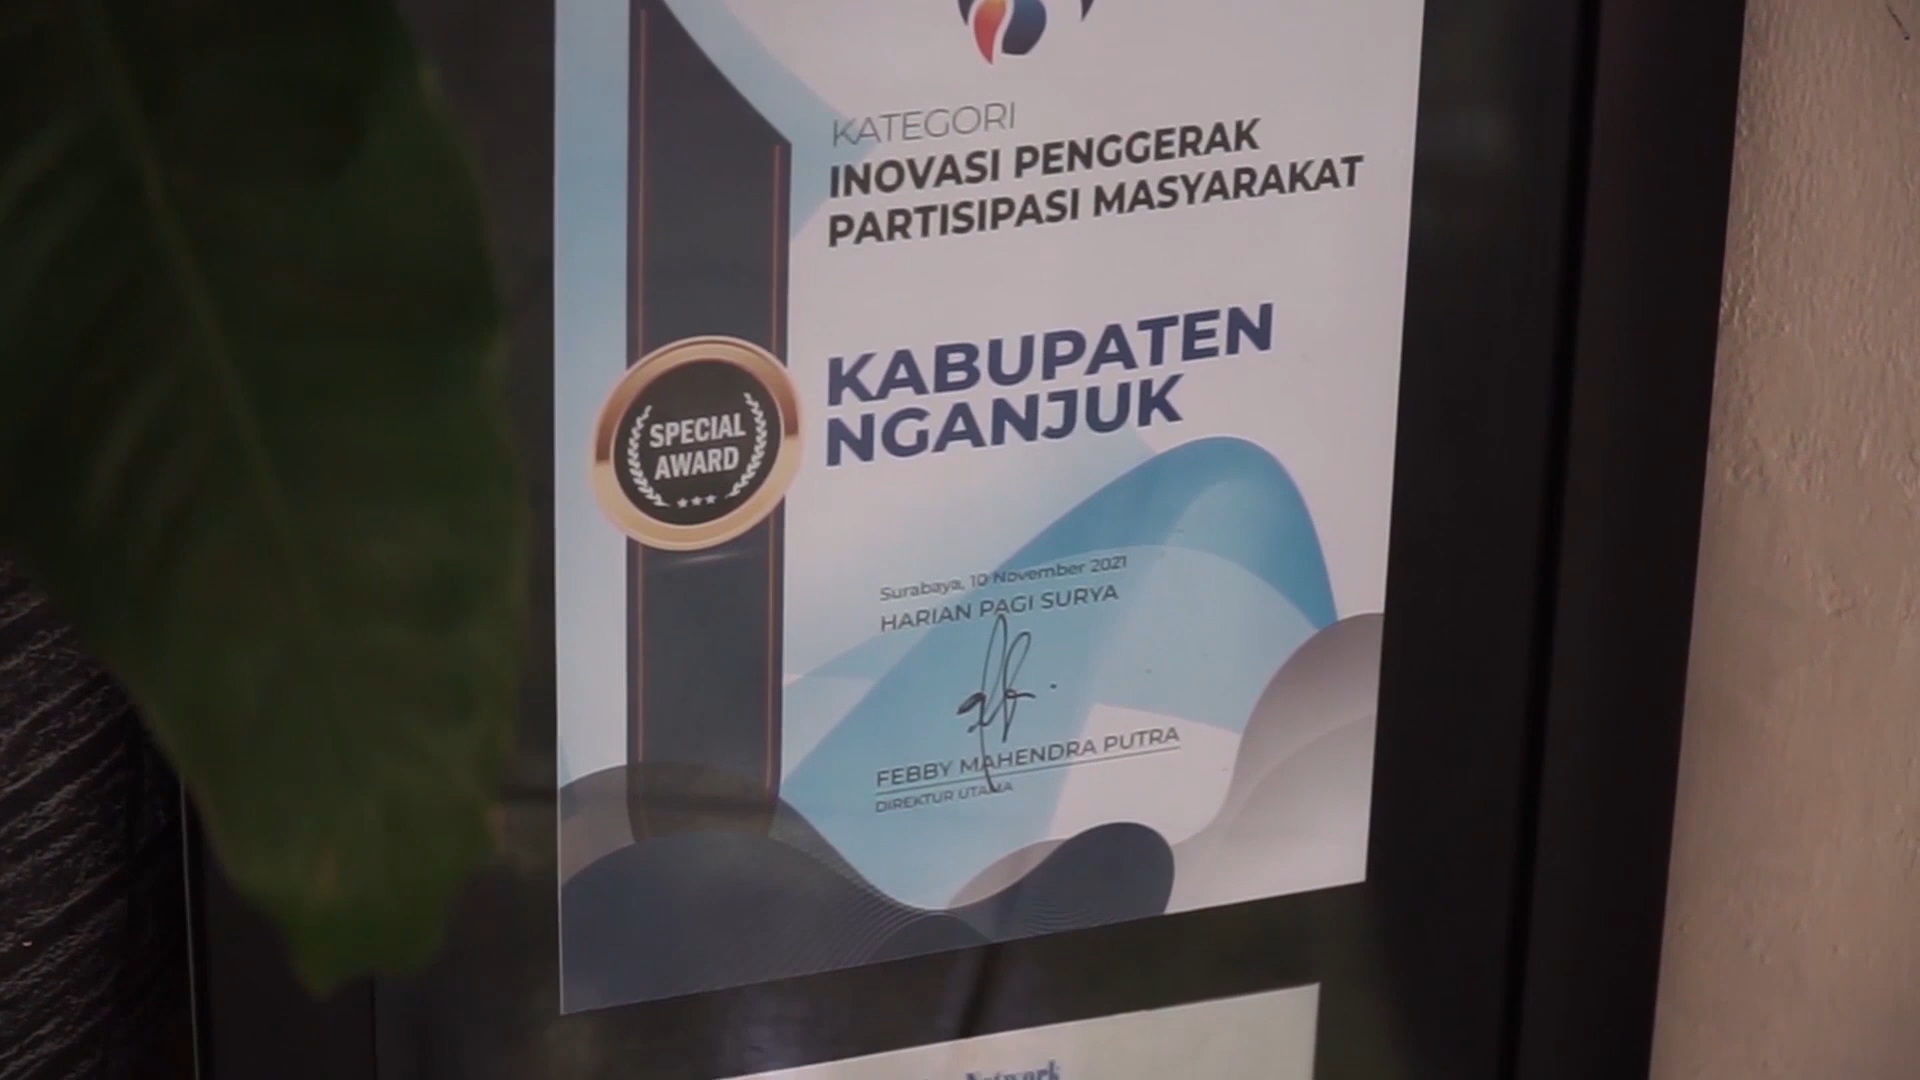 KATEGORI
INOVASI PENGGERAK
PARTISIPASI MASYARAKAT
KABUPATEN
NGANJUK
SPECIAL
AWARD
Surabaya, 10 November 2021
HARIAN PAGI SURYA
FEBBY MAHENDRA PUTRA
DIREKTUR UTAMA
Network